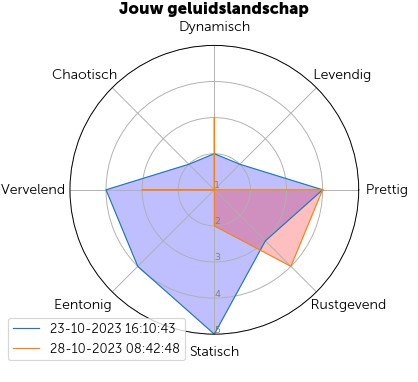 Jouw geluidslandschap
Dynamisch
Chaotisch
Levendig
Vervelend
1
Prettig
2
3
Eentonig
4
Rustgevend
5
Statisch
23-10-2023 16:10:43
28-10-2023 08:42:48